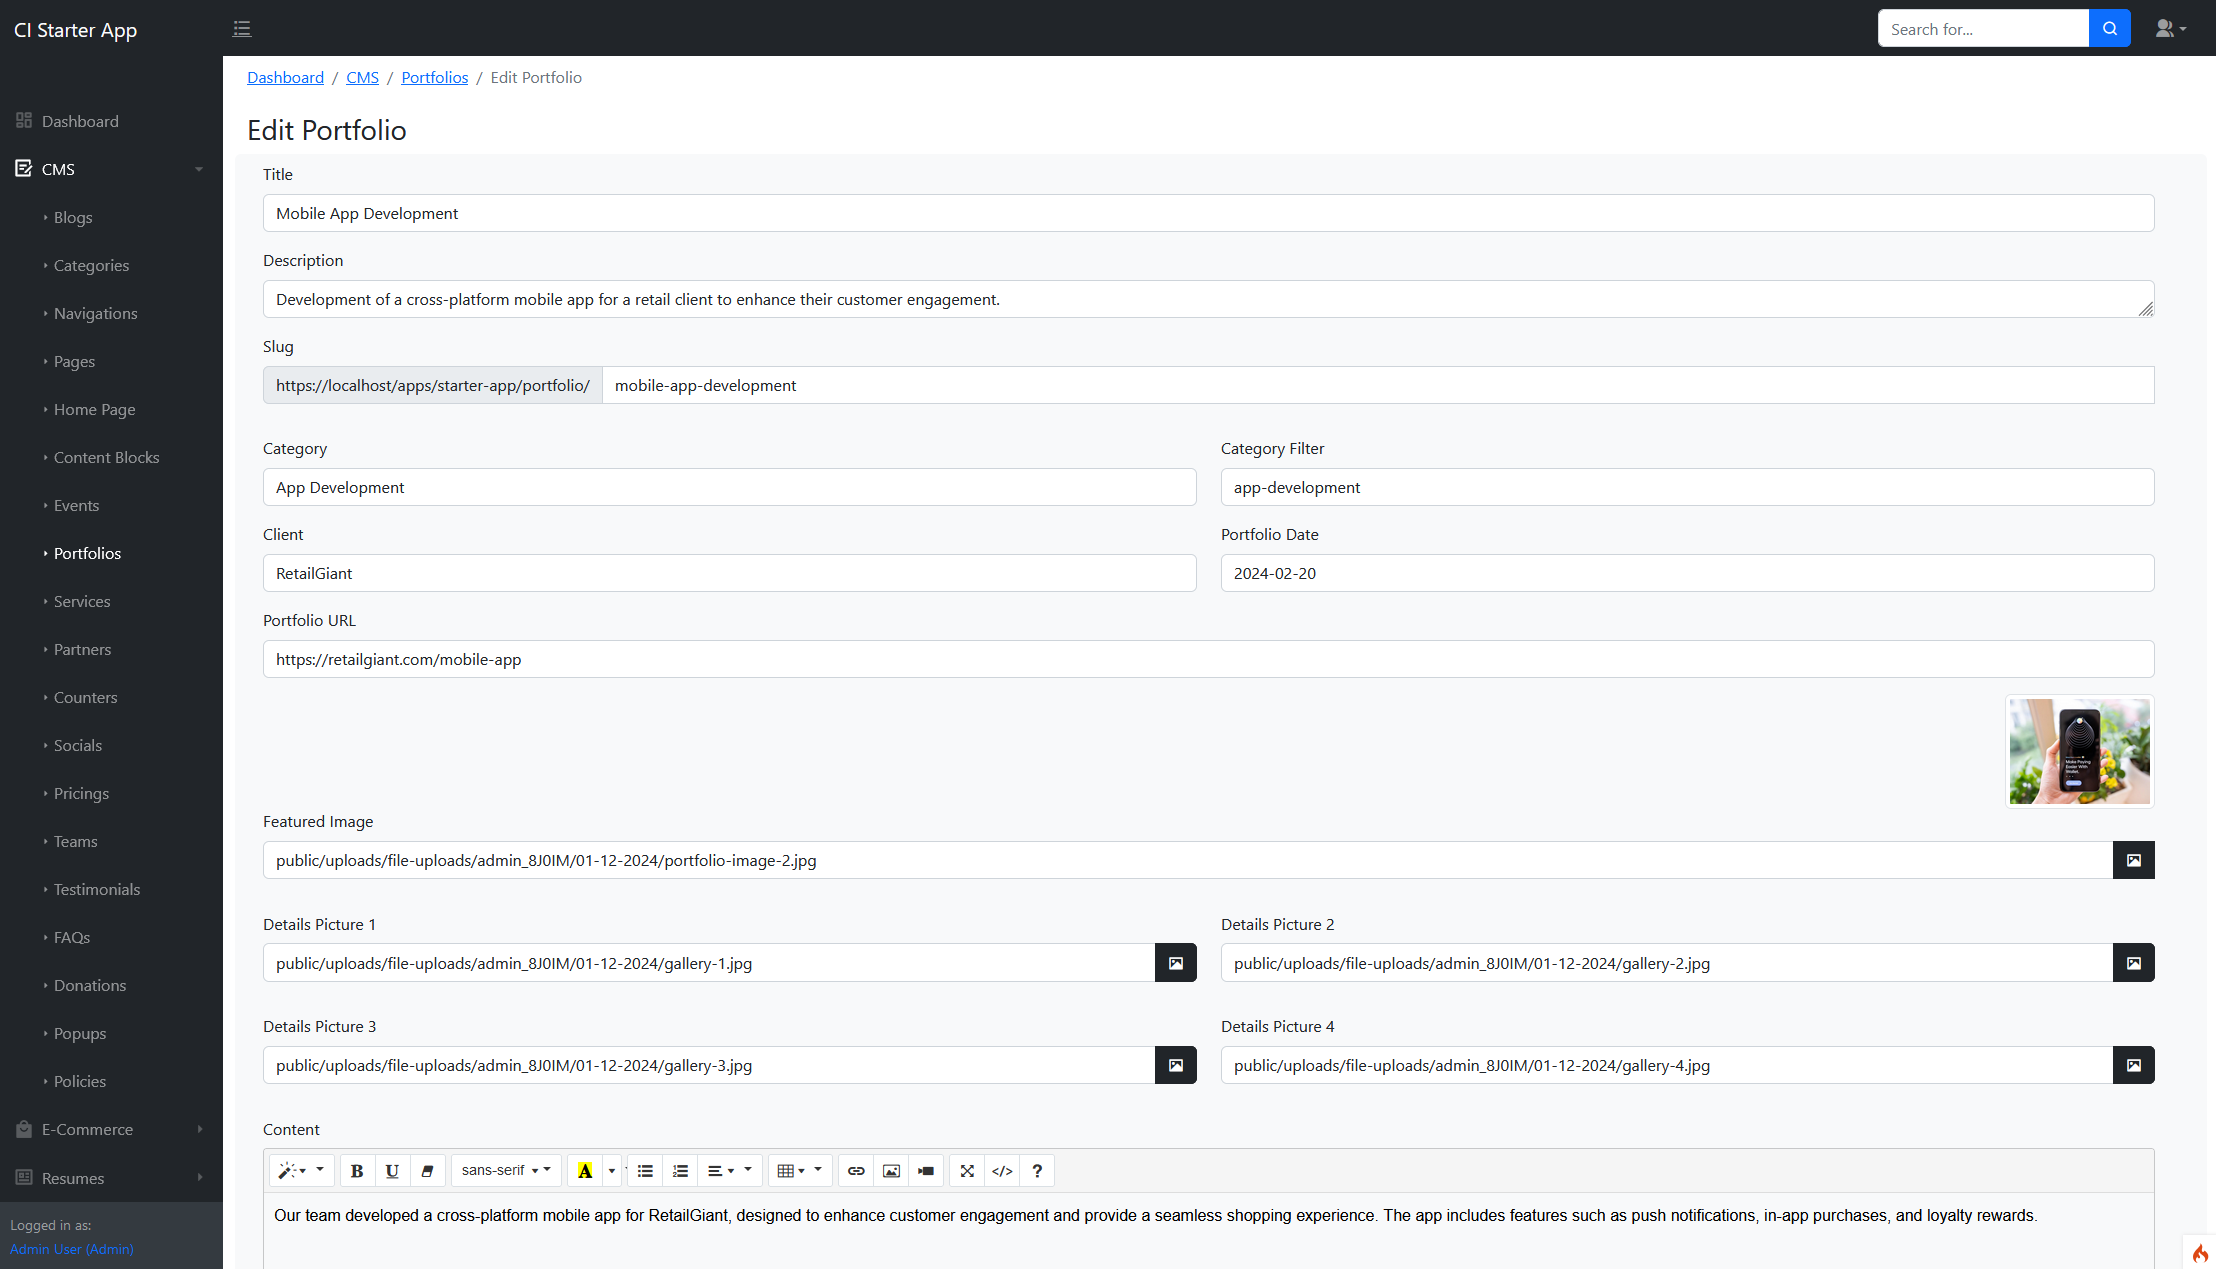 CI Starter App
Search for...
Dashboard / CMS / Portfolios / Edit Portfolio
Dashboard
CMS
Blogs
Categories
Navigations
Pages
Home Page
Content Blocks
Events
Portfolios
Services
Partners
Counters
Socials
Pricings
Teams
Testimonials
FAQs
Donations
Popups
Policies
E-Commerce
Resumes
Logged in as:
Admin User (Admin)
Edit Portfolio
Title
Mobile App Development
Description
Development of a cross-platform mobile app for a retail client to enhance their customer engagement.
Slug
https://localhost/apps/starter-app/portfolio/ mobile-app-development
Category
App Development
Category Filter
app-development
Client
RetailGiant
Portfolio Date
2024-02-20
Portfolio URL
https://retailgiant.com/mobile-app
Make Paying
Easier With
Wallet.
Featured Image
public/uploads/file-uploads/admin_8J0IM/01-12-2024/portfolio-image-2.jpg
Details Picture 1
public/uploads/file-uploads/admin_8J0IM/01-12-2024/gallery-1.jpg
Details Picture 2
public/uploads/file-uploads/admin_8J0IM/01-12-2024/gallery-2.jpg
Details Picture 3
public/uploads/file-uploads/admin_8J0IM/01-12-2024/gallery-3.jpg
Details Picture 4
public/uploads/file-uploads/admin_8J0IM/01-12-2024/gallery-4.jpg
Content
B U sans-serif A </> ?
Our team developed a cross-platform mobile app for RetailGiant, designed to enhance customer engagement and provide a seamless shopping experience. The app includes features such as push notifications, in-app purchases, and loyalty rewards.